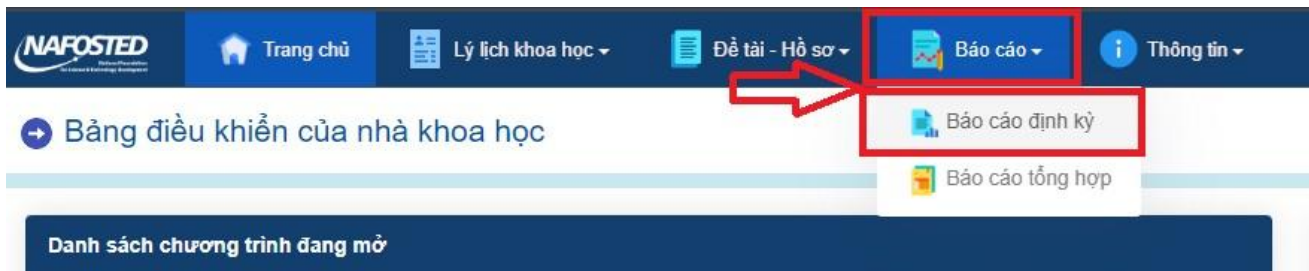 NAFOSTED
Trang chủ
Lý lịch khoa học
Đề tài - Hồ sơ
Báo cáo
Thông tin
Báo cáo định kỳ
Bảng điều khiển của nhà khoa học
Báo cáo tổng hợp
Danh sách chương trình đang mở